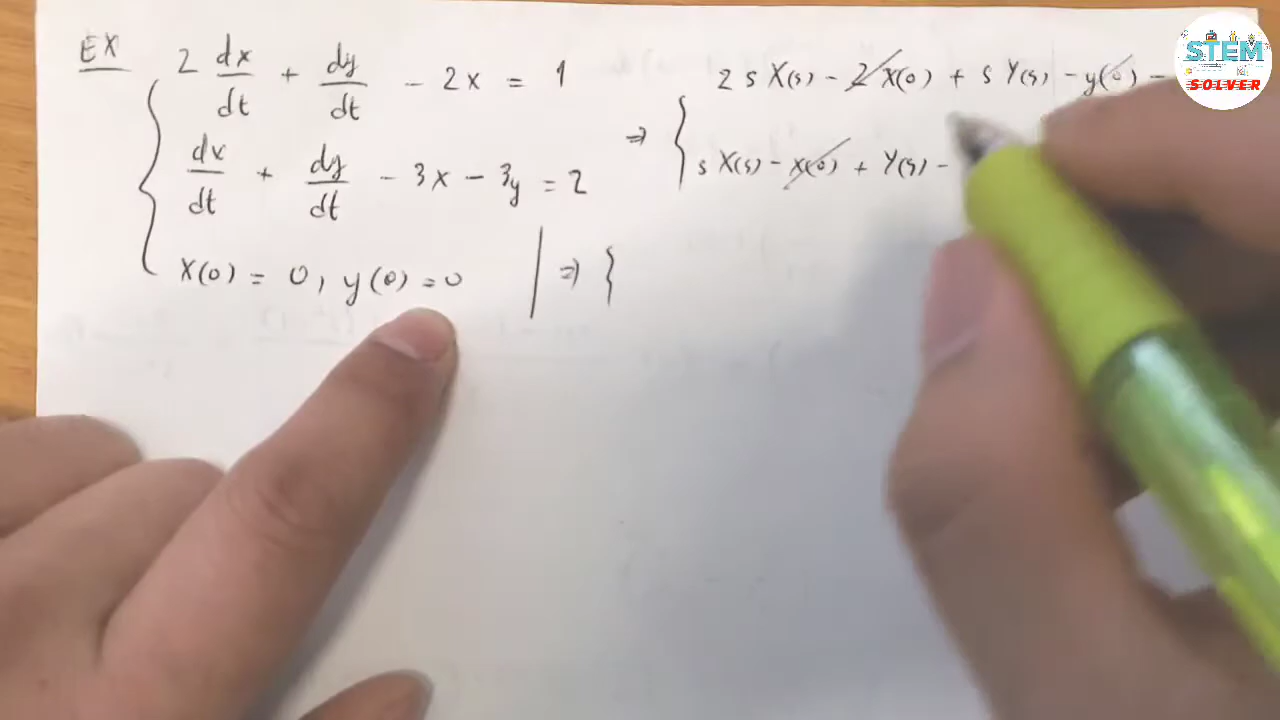 EX
2 dx/dt + dy/dt - 2x = 1
dx/dt + dy/dt - 3x - 3y = 2
x(0) = 0, y(0) = 0
⇒ { 2 s X(s) - 2 x(0) + s Y(s) - y(0) -
s X(s) - x(0) + Y(s) -
| ⇒ {
STEM
SOLVER